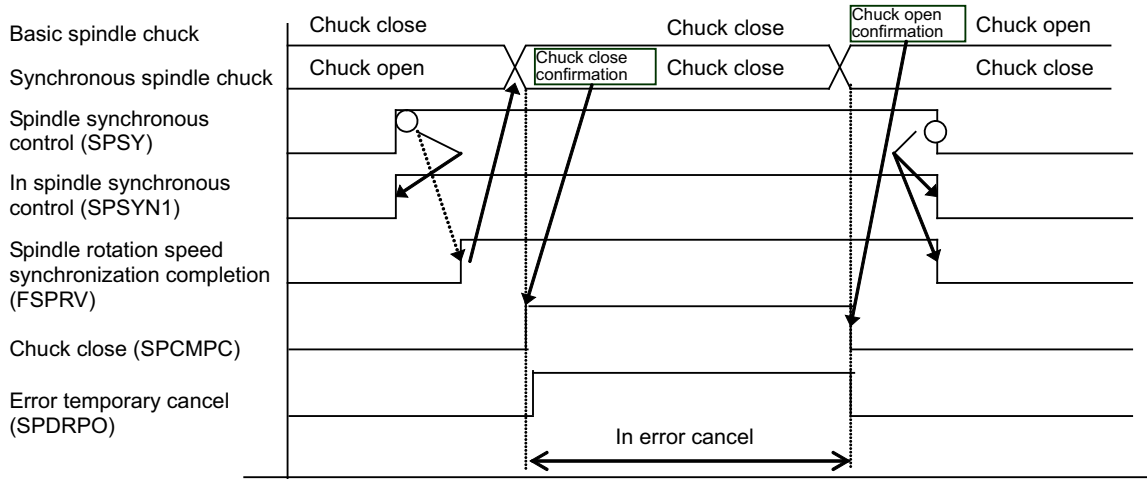 Basic spindle chuck
Chuck close
Chuck close
Chuck open
confirmation
Chuck open
Synchronous spindle chuck
Chuck open
Chuck close
confirmation
Chuck close
Chuck close
Spindle synchronous
control (SPSY)
In spindle synchronous
control (SPSYN1)
Spindle rotation speed
synchronization completion
(FSPRV)
Chuck close (SPCMPC)
Error temporary cancel
(SPDRPO)
In error cancel